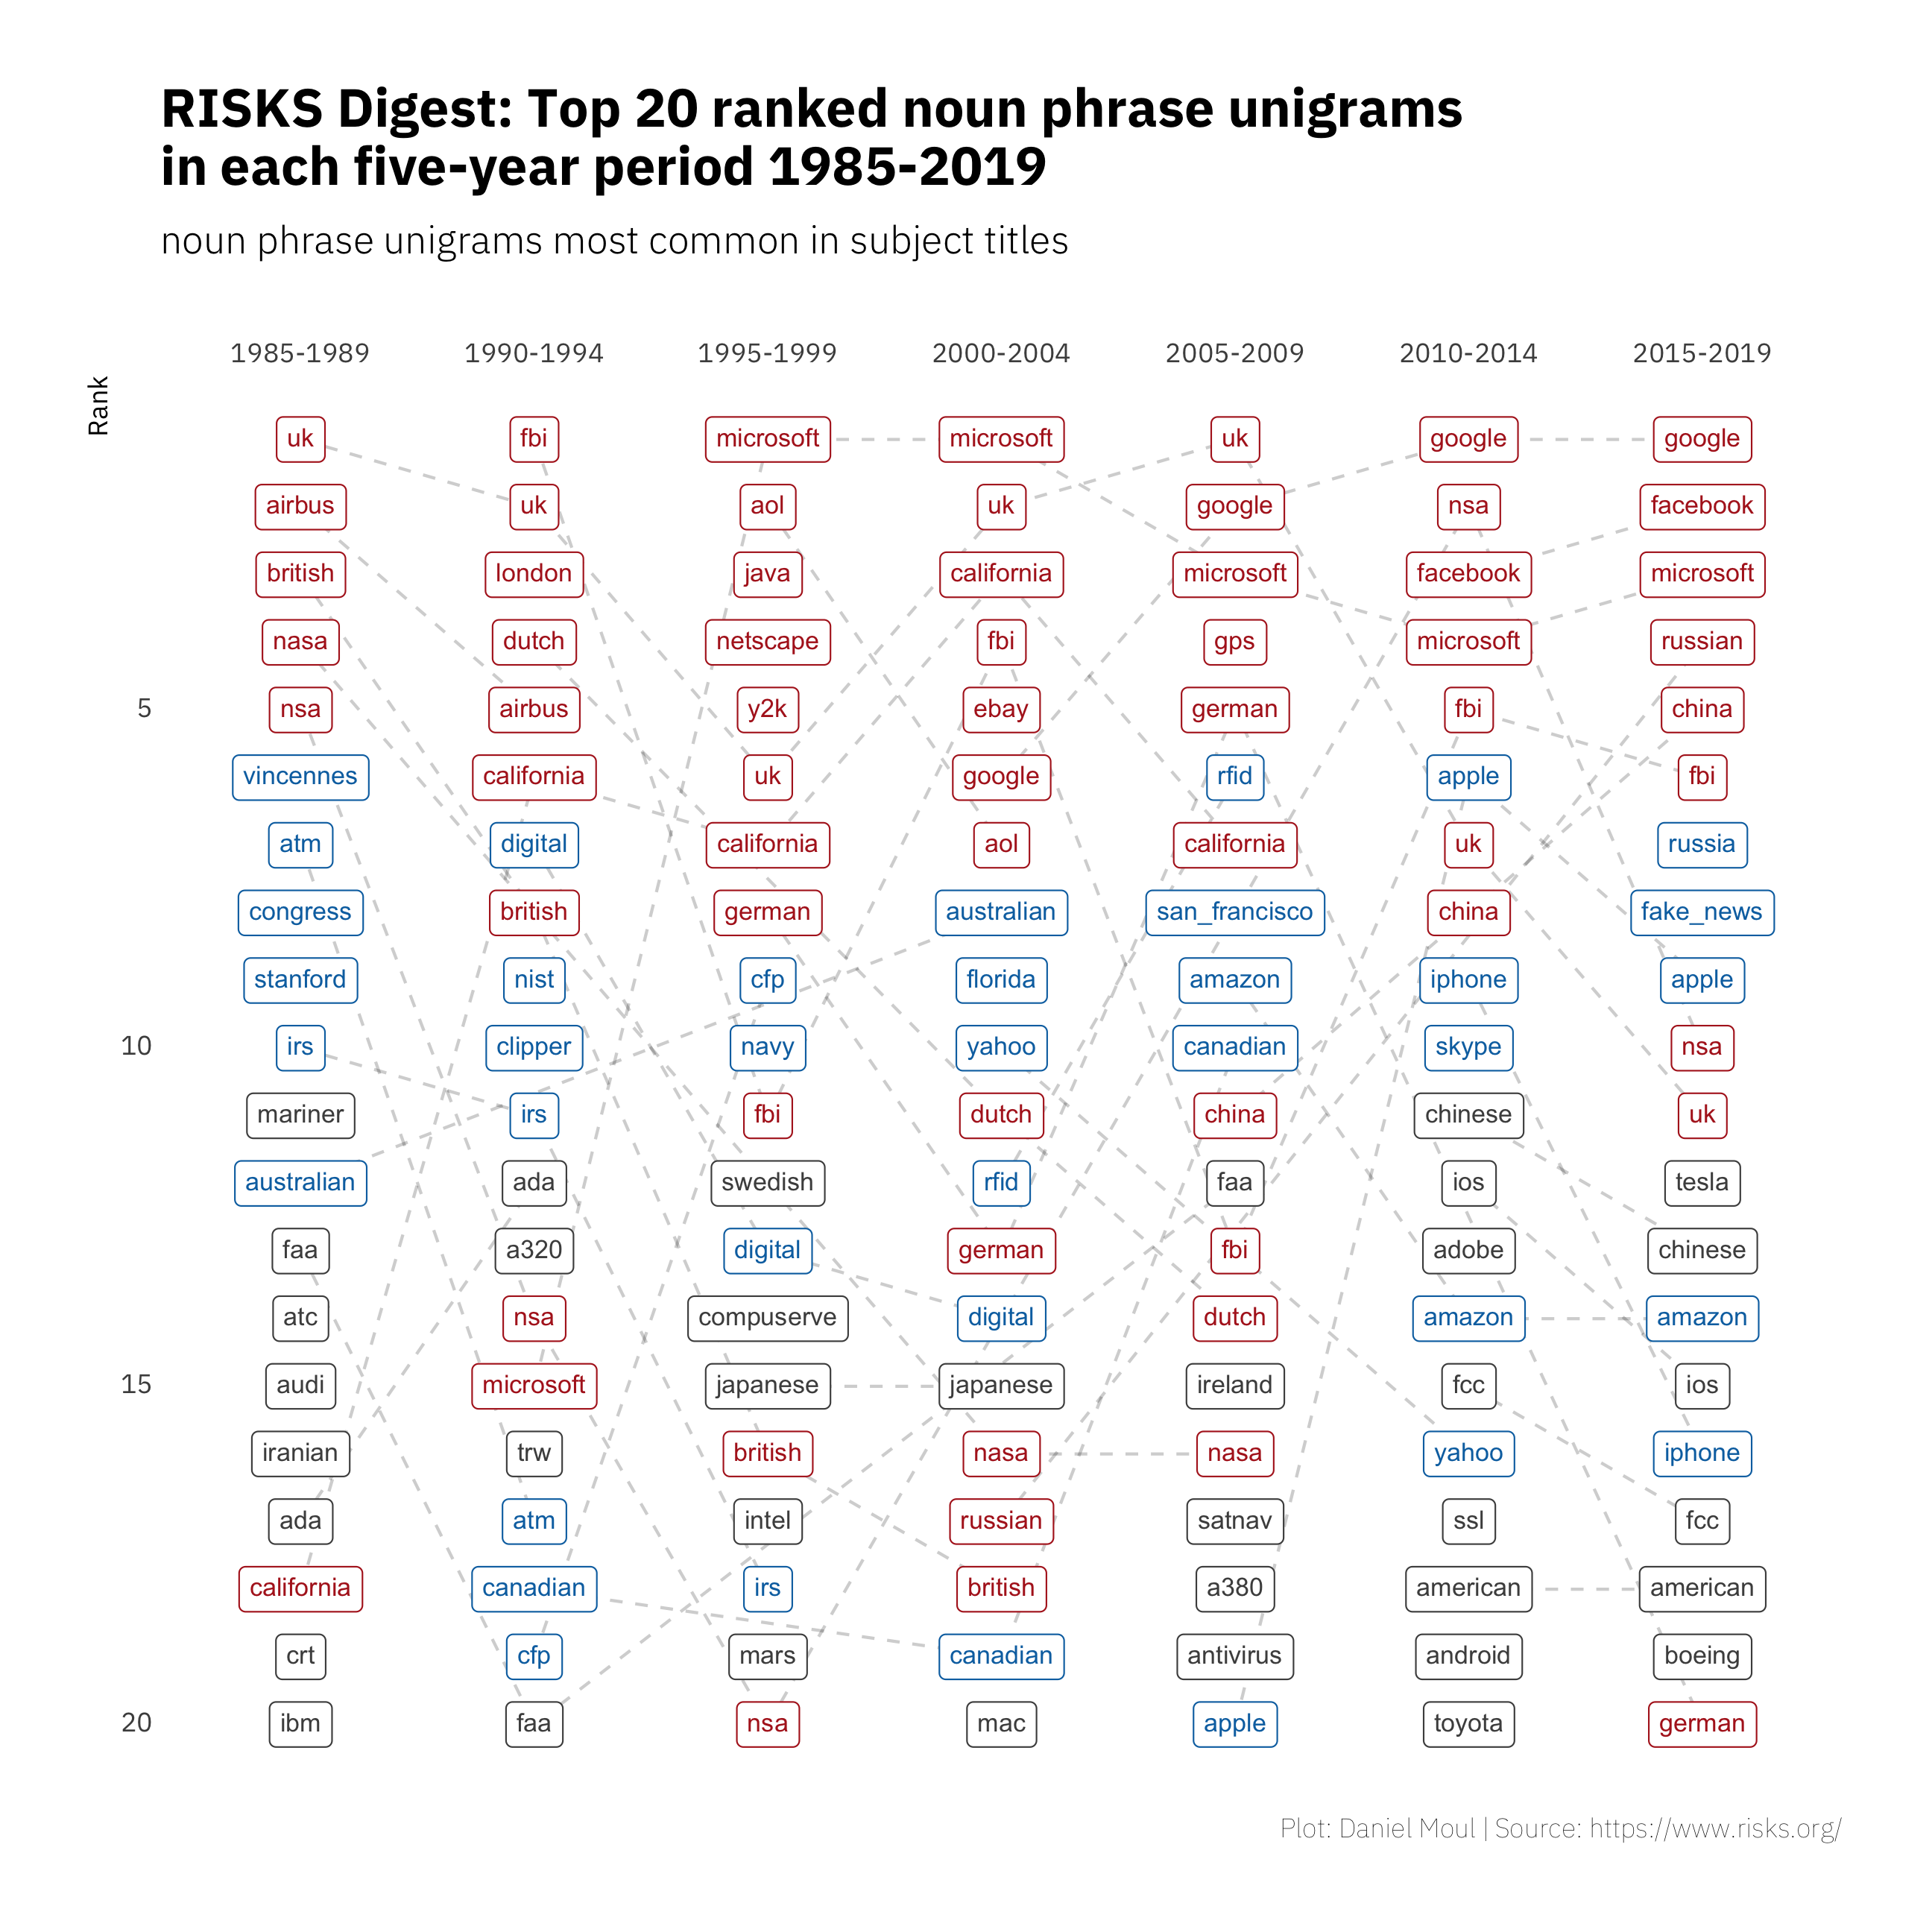 RISKS Digest: Top 20 ranked noun phrase unigrams
in each five-year period 1985-2019
noun phrase unigrams most common in subject titles
1985-1989 1990-1994 1995-1999 2000-2004 2005-2009 2010-2014 2015-2019
Rank
uk fbi microsoft microsoft uk google google
airbus uk aol uk google nsa facebook
british london java california microsoft facebook microsoft
nasa dutch netscape fbi gps microsoft russian
5 nsa airbus y2k ebay german fbi china
vincennes california uk google rfid apple fbi
atm digital california aol california uk russia
congress british german australian san_francisco china fake_news
stanford nist cfp florida amazon iphone apple
10 irs clipper navy yahoo canadian skype nsa
mariner irs fbi dutch china chinese uk
australian ada swedish rfid faa ios tesla
faa a320 digital german fbi adobe chinese
atc nsa compuserve digital dutch amazon amazon
15 audi microsoft japanese japanese ireland fcc ios
iranian trw british nasa nasa yahoo iphone
ada atm intel russian satnav ssl fcc
california canadian irs british a380 american american
crt cfp mars canadian antivirus android boeing
20 ibm faa nsa mac apple toyota german
Plot: Daniel Moul | Source: https://www.risks.org/